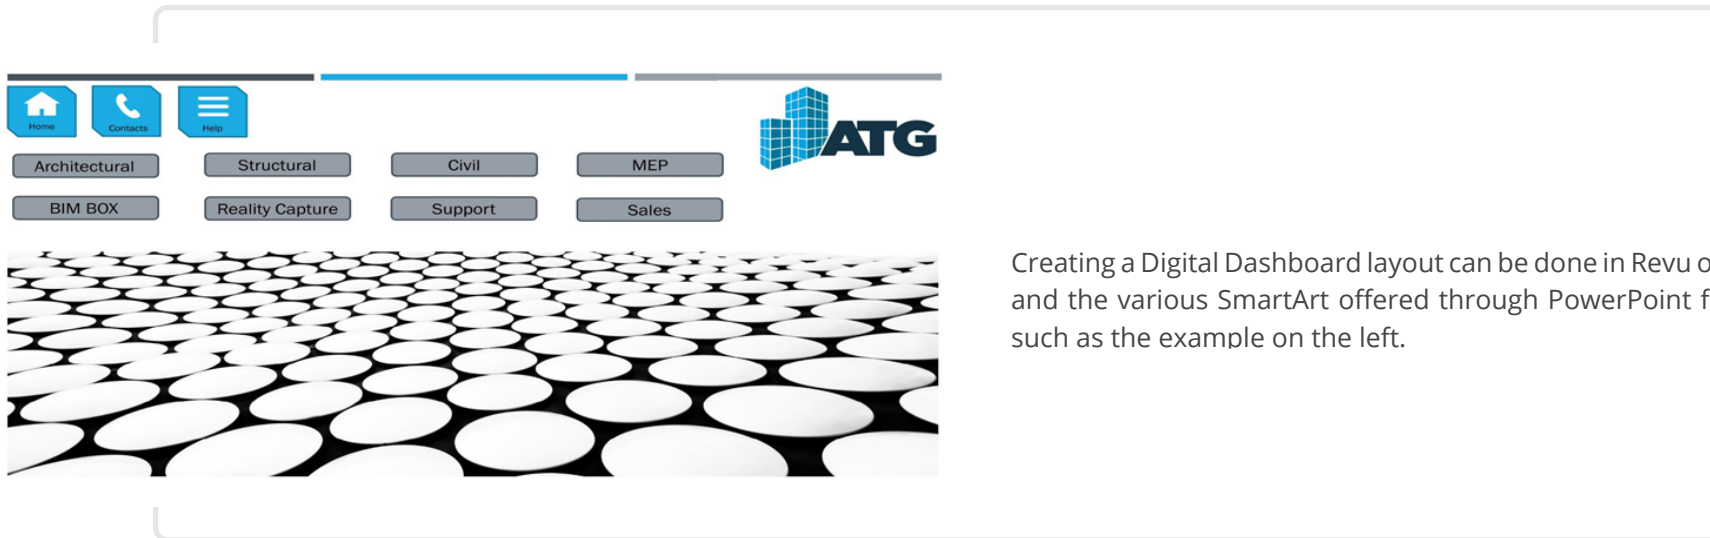 Home Contacts Help
ATG
Architectural Structural Civil MEP
BIM BOX Reality Capture Support Sales
Creating a Digital Dashboard layout can be done in Revu
and the various SmartArt offered through PowerPoint
such as the example on the left.